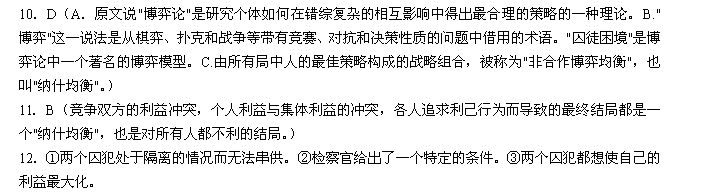 10. D（A．原文说"博弈论"是研究个体如何在错综复杂的相互影响中得出最合理的策略的一种理论。B."
博弈"这一说法是从棋弈、扑克和战争等带有竞赛、对抗和决策性质的问题中借用的术语。"囚徒困境"是博
弈论中一个著名的博弈模型。C.由所有局中人的最佳策略构成的战略组合，被称为"非合作博弈均衡"，也
叫"纳什均衡"。）
11. B（竞争双方的利益冲突，个人利益与集体利益的冲突，各人追求利己行为而导致的最终结局都是一
个"纳什均衡"，也是对所有人都不利的结局。）
12. ①两个囚犯处于隔离的情况而无法串供。②检察官给出了一个特定的条件。③两个囚犯都想使自己的
利益最大化。